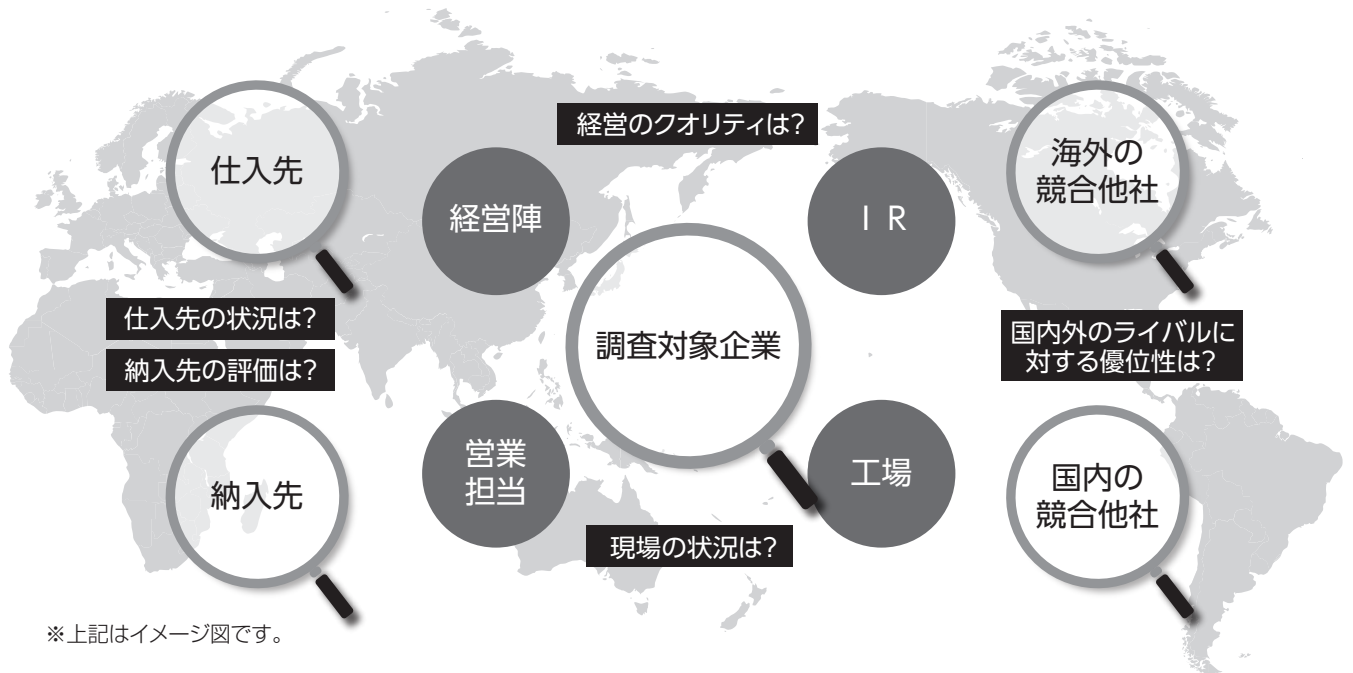 経営のクオリティは?
仕入先
経営陣
I R
海外の
競合他社
調査対象企業
仕入先の状況は?
納入先の評価は?
国内外のライバルに
対する優位性は?
納入先
営業
担当
工場
国内の
競合他社
現場の状況は?
※上記はイメージ図です。